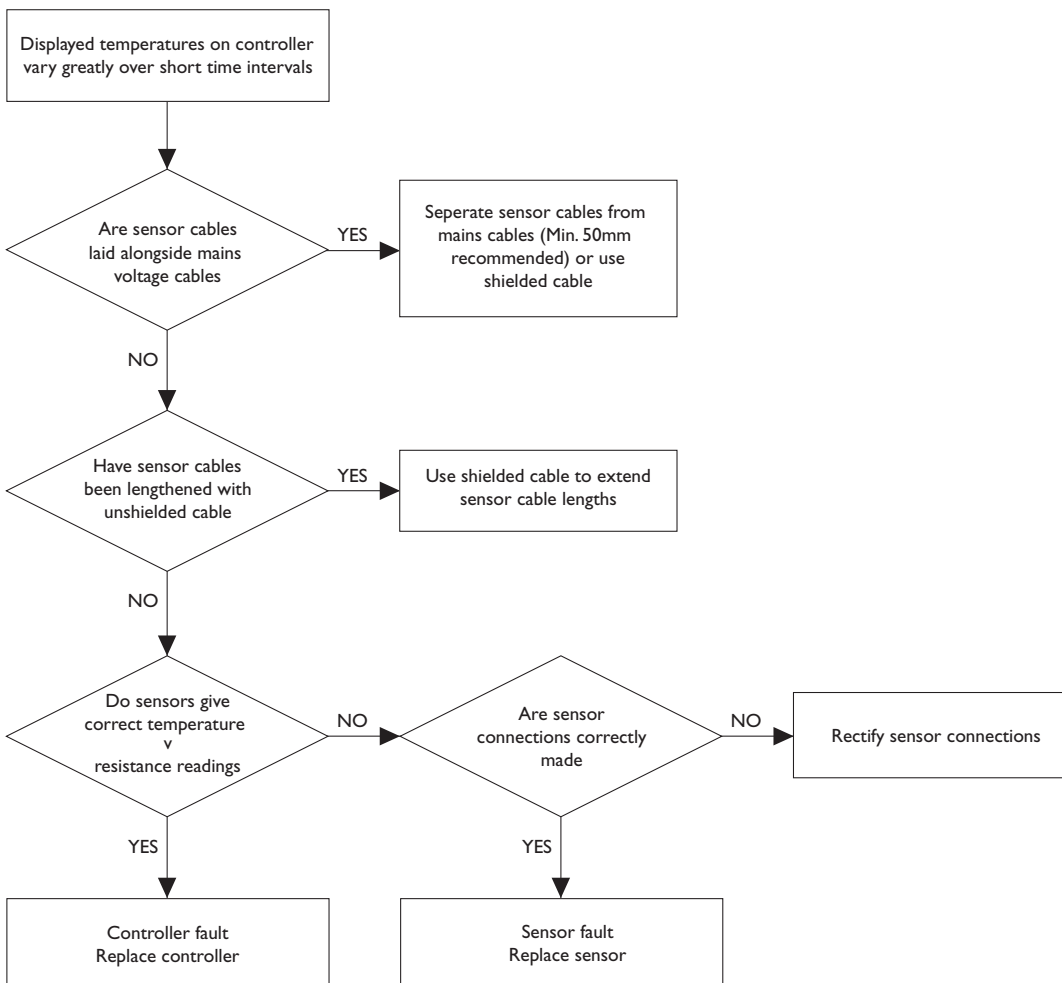 Displayed temperatures on controller
vary greatly over short time intervals
Are sensor cables
laid alongside mains
voltage cables
YES
Seperate sensor cables from
mains cables (Min. 50mm
recommended) or use
shielded cable
NO
Have sensor cables
been lengthened with
unshielded cable
YES
Use shielded cable to extend
sensor cable lengths
NO
Do sensors give
correct temperature
v
resistance readings
NO
Are sensor
connections correctly
made
NO
Rectify sensor connections
YES
YES
Controller fault
Replace controller
Sensor fault
Replace sensor